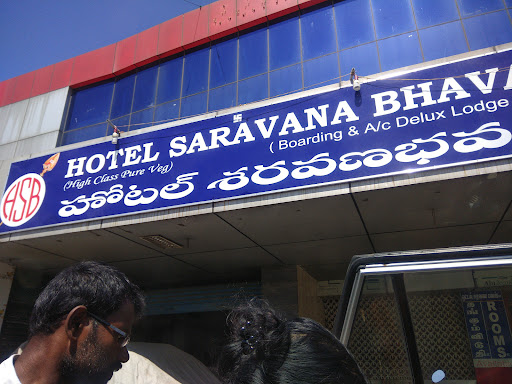 HSB
HOTEL SARAVANA BHAVA
(High Class Pure Veg)
( Boarding & A/c Delux Lodge
హోటల్ శరవణభవ
ROOMS